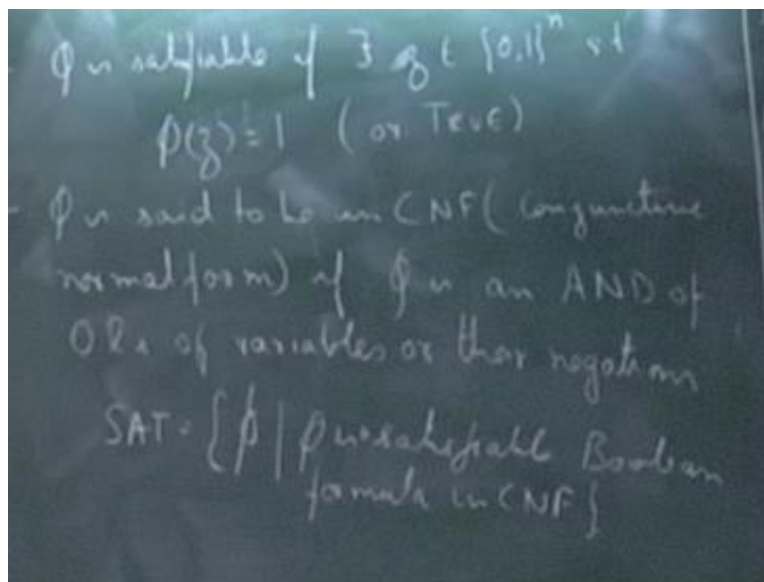 - φ is satisfiable if ∃ z ∈ {0,1}ⁿ st
φ(z)=1 (or TRUE)
- φ is said to be in CNF (conjunctive
normal form) if φ is an AND of
ORs of variables or their negations
SAT = {φ | φ is a satisfiable Boolean
formula in CNF}